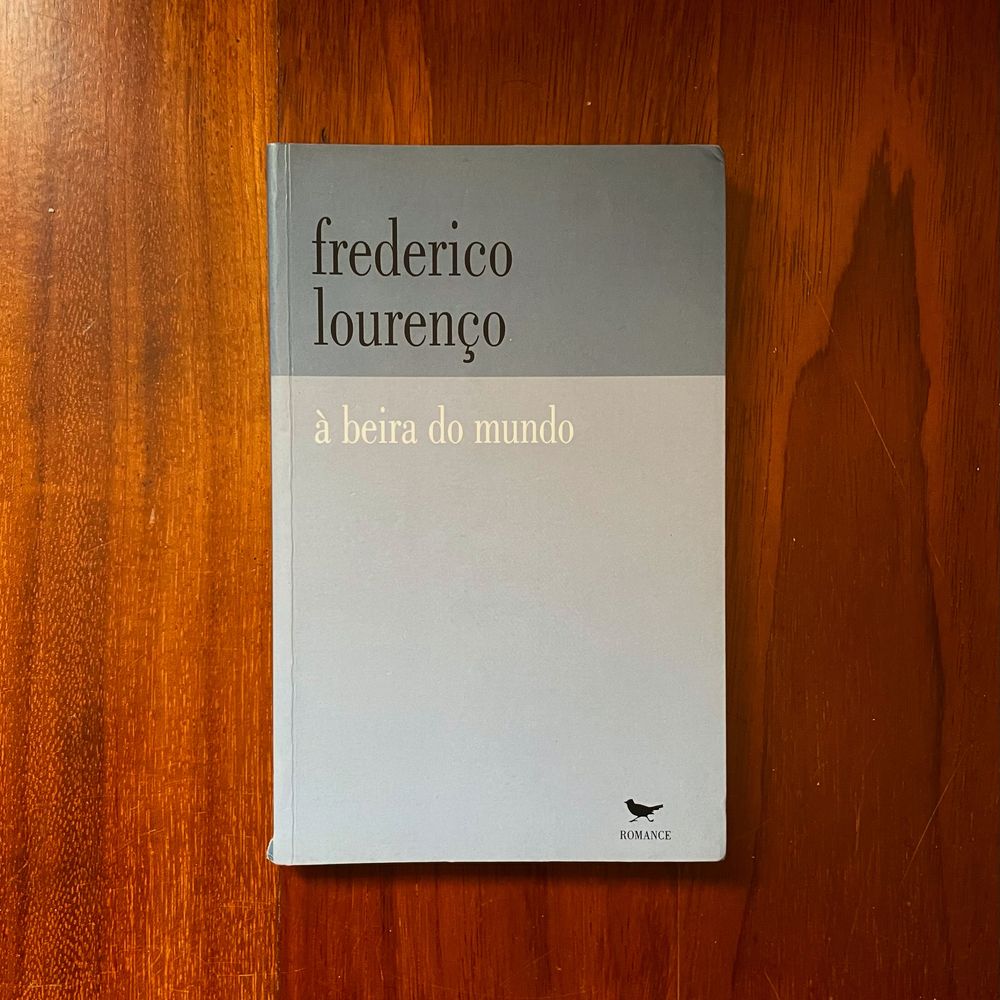 frederico
lourenço
à beira do mundo
ROMANCE